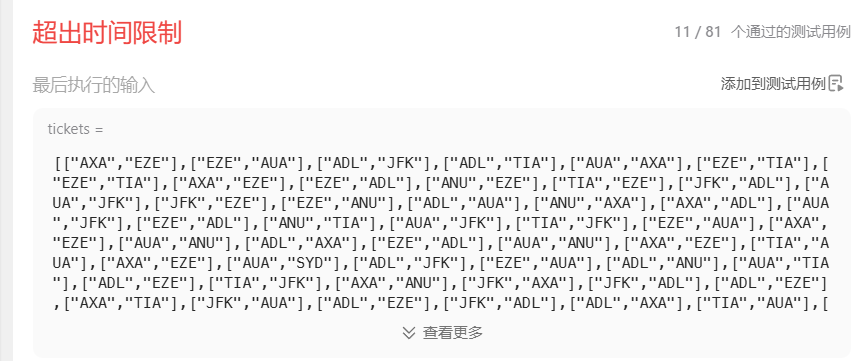 超出时间限制
11 / 81 个通过的测试用例
最后执行的输入
添加到测试用例
tickets =
[["AXA","EZE"],["EZE","AUA"],["ADL","JFK"],["ADL","TIA"],["AUA","AXA"],["EZE","TIA"],[
"EZE","TIA"],["AXA","EZE"],["EZE","ADL"],["ANU","EZE"],["TIA","EZE"],["JFK","ADL"],["A
UA","JFK"],["JFK","EZE"],["EZE","ANU"],["ADL","AUA"],["ANU","AXA"],["AXA","ADL"],["AUA
","JFK"],["EZE","ADL"],["ANU","TIA"],["AUA","JFK"],["TIA","JFK"],["EZE","AUA"],["AXA",
"EZE"],["AUA","ANU"],["ADL","AXA"],["EZE","ADL"],["AUA","ANU"],["AXA","EZE"],["TIA","A
UA"],["AXA","EZE"],["AUA","SYD"],["ADL","JFK"],["EZE","AUA"],["ADL","ANU"],["AUA","TIA
"],["ADL","EZE"],["TIA","JFK"],["AXA","ANU"],["JFK","AXA"],["JFK","ADL"],["ADL","EZE"]
,["AXA","TIA"],["JFK","AUA"],["ADL","EZE"],["JFK","ADL"],["ADL","AXA"],["TIA","AUA"],[
查看更多